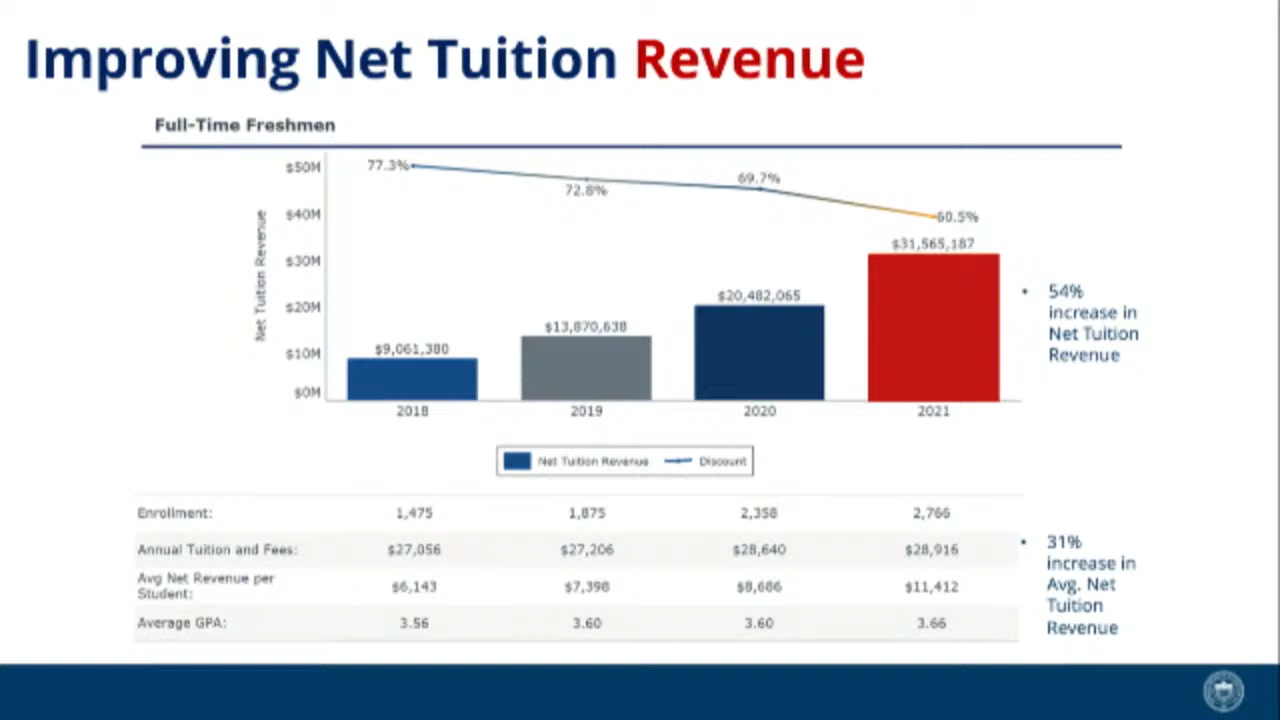 Improving Net Tuition Revenue
Full-Time Freshmen
Net Tuition Revenue
$50M
$40M
$30M
$20M
$10M
$0M
77.3%
72.8%
69.7%
60.5%
$9,061,380
$13,870,638
$20,482,065
$31,565,187
2018 2019 2020 2021
• 54%
increase in
Net Tuition
Revenue
Net Tuition Revenue Discount
Enrollment: 1,475 1,875 2,358 2,766
Annual Tuition and Fees: $27,056 $27,206 $28,640 $28,916
Avg Net Revenue per
Student: $6,143 $7,398 $8,686 $11,412
Average GPA: 3.56 3.60 3.60 3.66
• 31%
increase in
Avg. Net
Tuition
Revenue